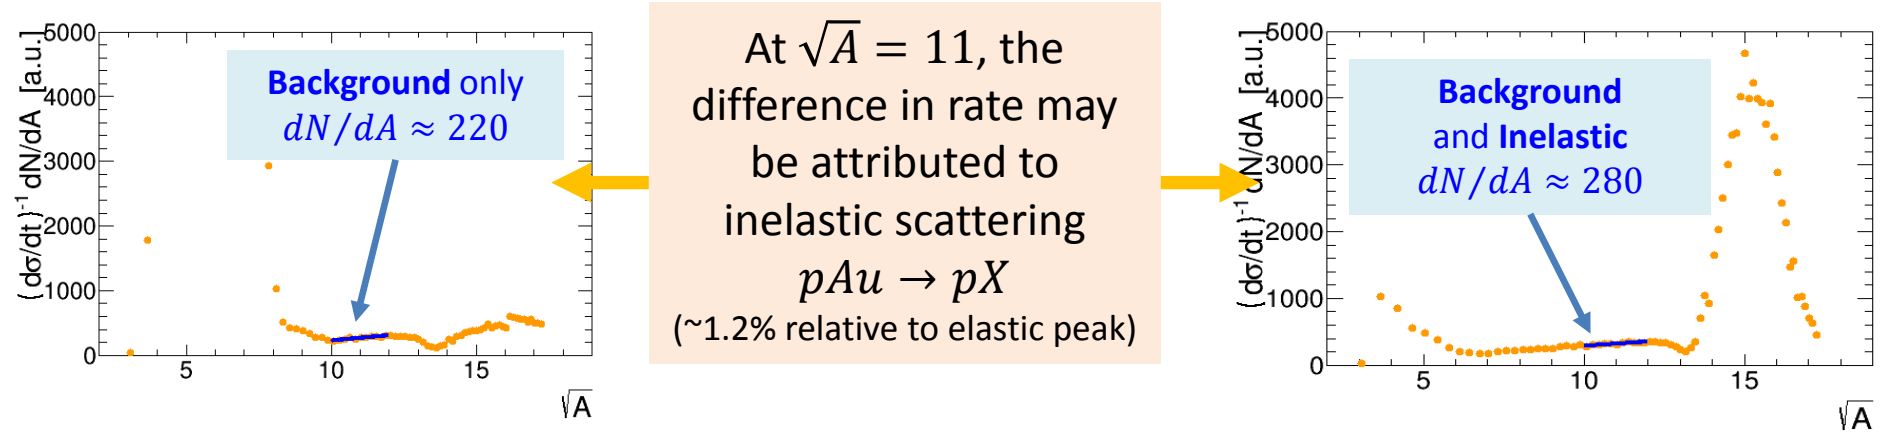 5000
4000
3000
2000
1000
0
5
10
15
√A
(dσ/dt)⁻¹ dN/dA [a.u.]
Background only
dN/dA ≈ 220
At √A = 11, the
difference in rate may
be attributed to
inelastic scattering
pAu → pX
(~1.2% relative to elastic peak)
5000
4000
3000
2000
1000
0
5
10
15
√A
(dσ/dt)⁻¹ dN/dA [a.u.]
Background
and Inelastic
dN/dA ≈ 280